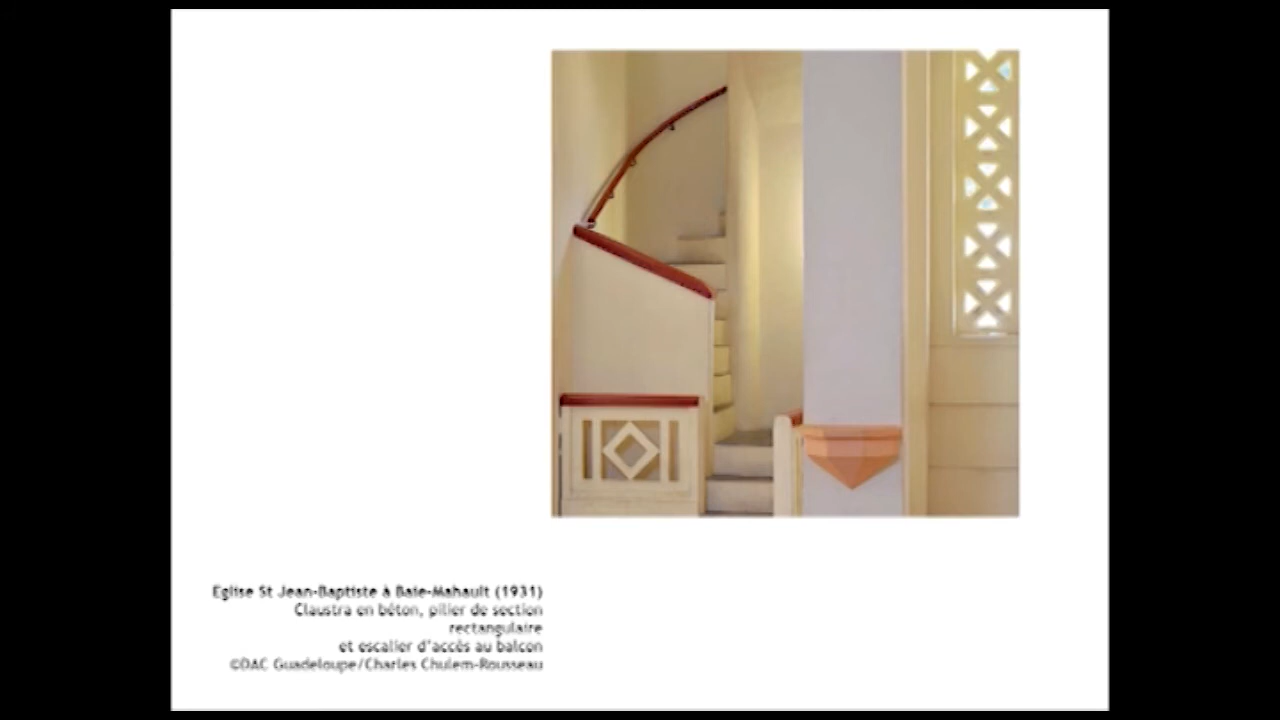 Eglise St Jean-Baptiste à Baie-Mahault (1931)
Claustra en béton, pilier de section
rectangulaire
et escalier d'accès au balcon
©DAC Guadeloupe/Charles Chulem-Rousseau